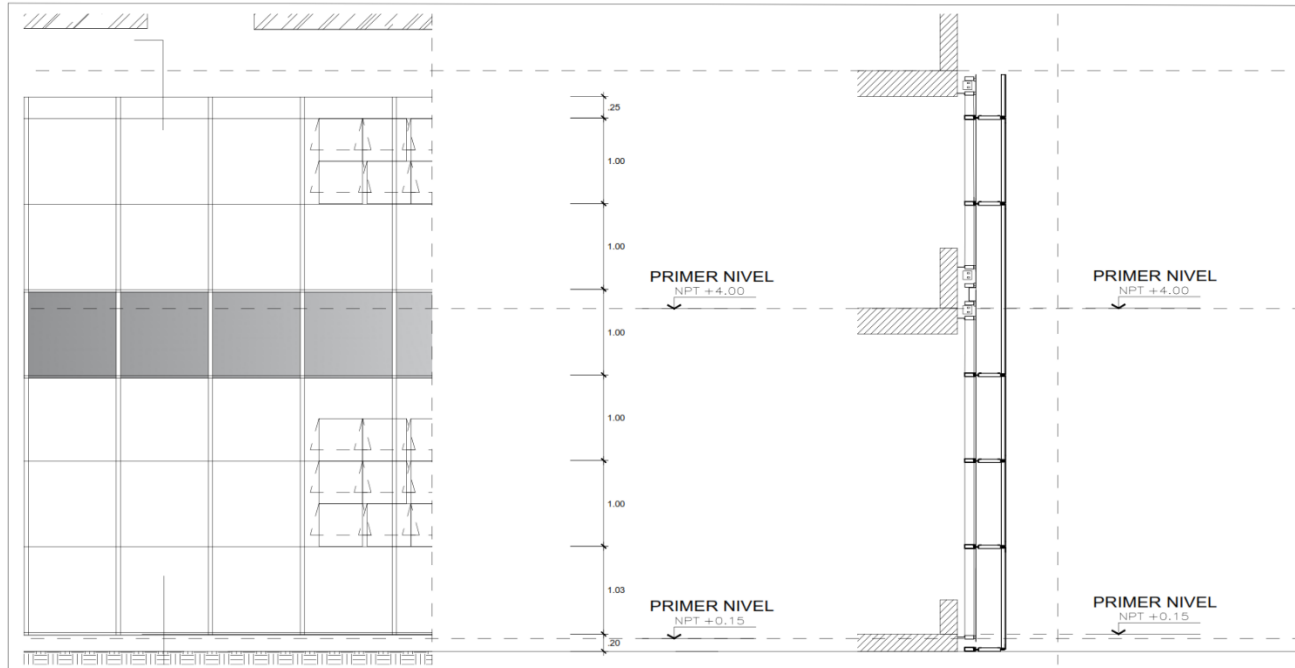 .25
1.00
1.00
PRIMER NIVEL
NPT +4.00
PRIMER NIVEL
NPT +4.00
1.00
1.00
1.00
1.03
PRIMER NIVEL
NPT +0.15
PRIMER NIVEL
NPT +0.15
.20